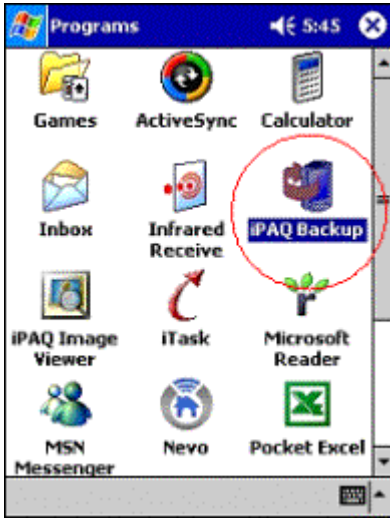 Programs 5:45
Games ActiveSync Calculator
Inbox Infrared Receive iPAQ Backup
iPAQ Image Viewer iTask Microsoft Reader
MSN Messenger Nevo Pocket Excel